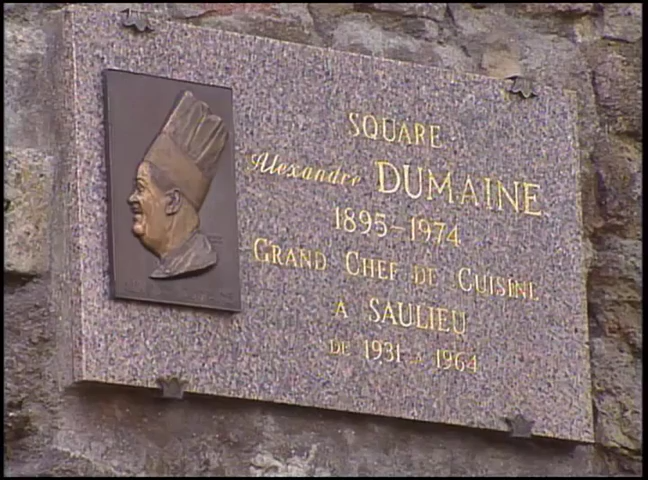 SQUARE
Alexandre DUMAINE
1895-1974
GRAND CHEF DE CUISINE
A SAULIEU
DE 1931 A 1964